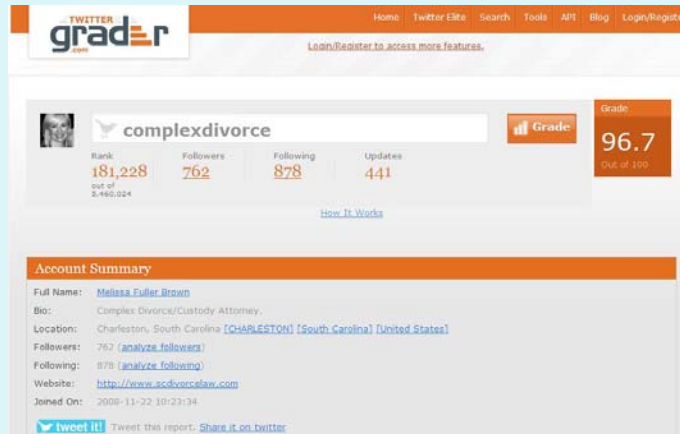 TWITTER
grader
.com
Home Twitter Elite Search Tools API Blog Login/Registe
Login/Register to access more features.
complexdivorce
Grade
Grade
96.7
Out of 100
Rank Followers Following Updates
181,228 762 878 441
out of
5,460,024
How It Works
Account Summary
Full Name: Melissa Fuller Brown
Bio: Complex Divorce/Custody Attorney.
Location: Charleston, South Carolina [CHARLESTON] [South Carolina] [United States]
Followers: 762 (analyze followers)
Following: 878 (analyze following)
Website: http://www.scdivorcelaw.com
Joined On: 2008-11-22 10:23:34
tweet it! Tweet this report. Share it on twitter